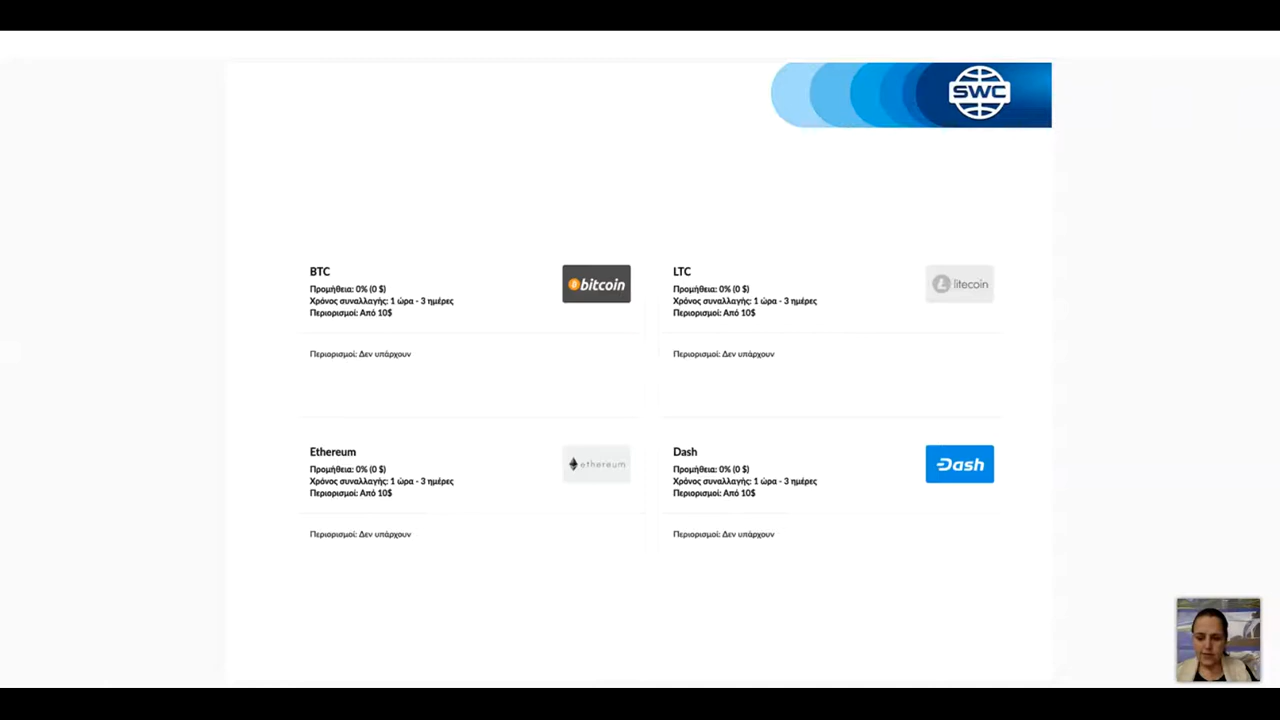 SWC
BTC
bitcoin
Προμήθεια: 0% (0 $)
Χρόνος συναλλαγής: 1 ώρα - 3 ημέρες
Περιορισμοί: Από 10$
Περιορισμοί: Δεν υπάρχουν
LTC
litecoin
Προμήθεια: 0% (0 $)
Χρόνος συναλλαγής: 1 ώρα - 3 ημέρες
Περιορισμοί: Από 10$
Περιορισμοί: Δεν υπάρχουν
Ethereum
ethereum
Προμήθεια: 0% (0 $)
Χρόνος συναλλαγής: 1 ώρα - 3 ημέρες
Περιορισμοί: Από 10$
Περιορισμοί: Δεν υπάρχουν
Dash
Dash
Προμήθεια: 0% (0 $)
Χρόνος συναλλαγής: 1 ώρα - 3 ημέρες
Περιορισμοί: Από 10$
Περιορισμοί: Δεν υπάρχουν